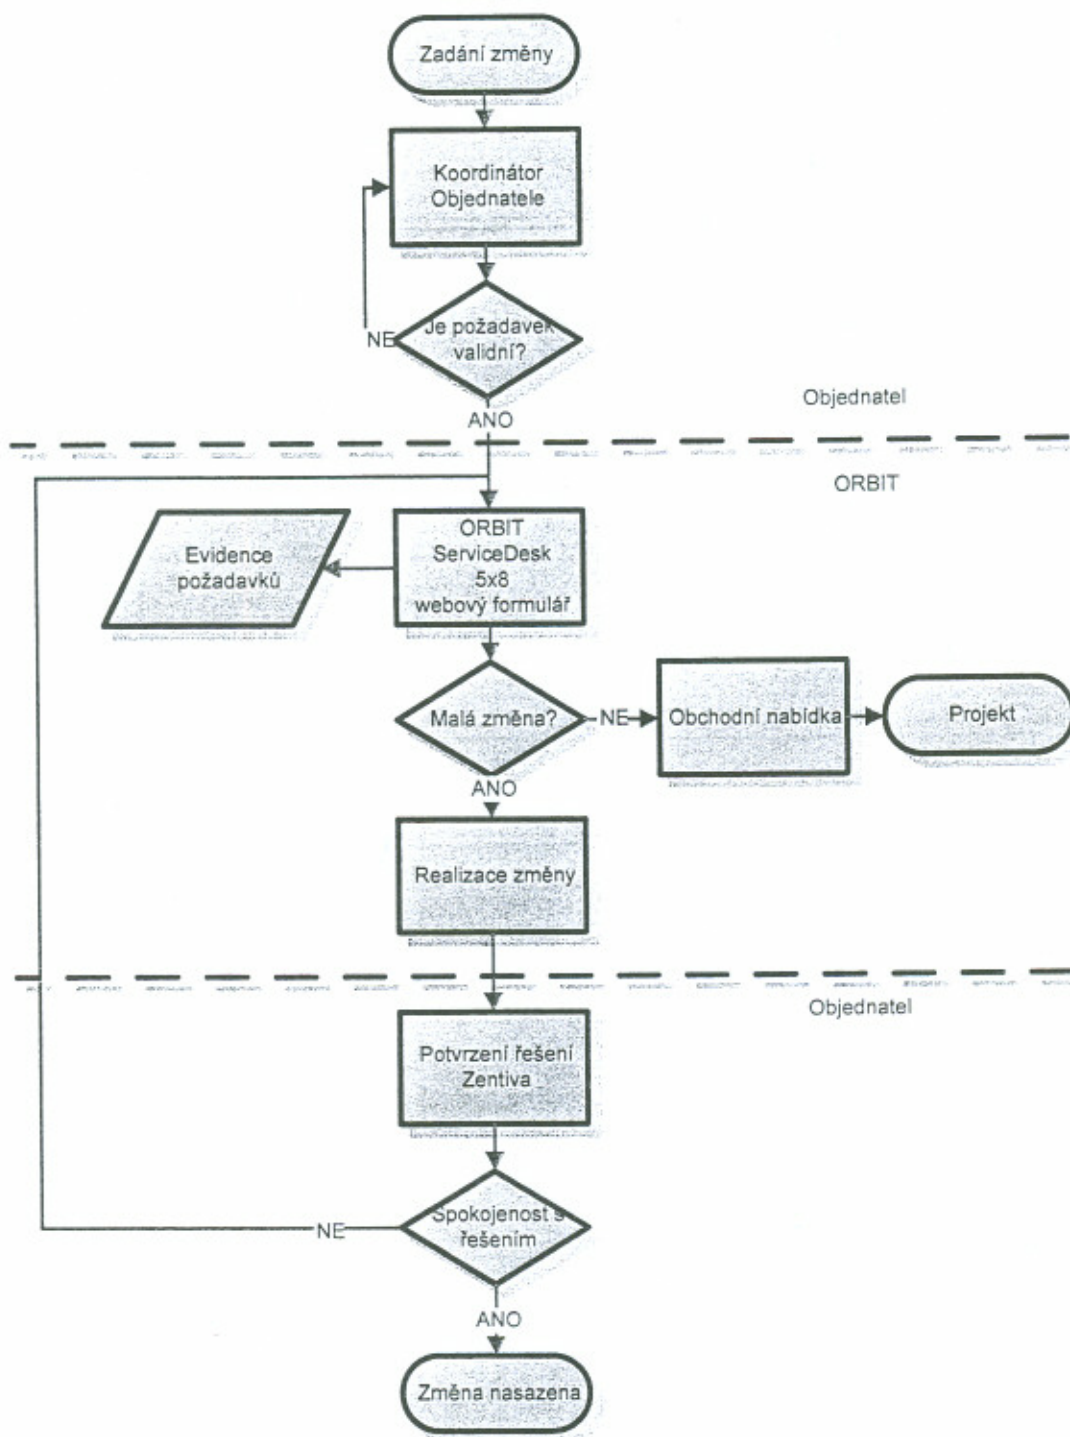 Zadání změny
Koordinátor
Objednatele
Je požadavek
validní?
NE
ANO
Objednatel
ORBIT
Evidence
požadavků
ORBIT
ServiceDesk
5x8
webový formulář
Malá změna?
NE
Obchodní nabídka
Projekt
ANO
Realizace změny
Objednatel
Potvrzení řešení
Zentiva
Spokojenost s
řešením
NE
ANO
Změna nasazena